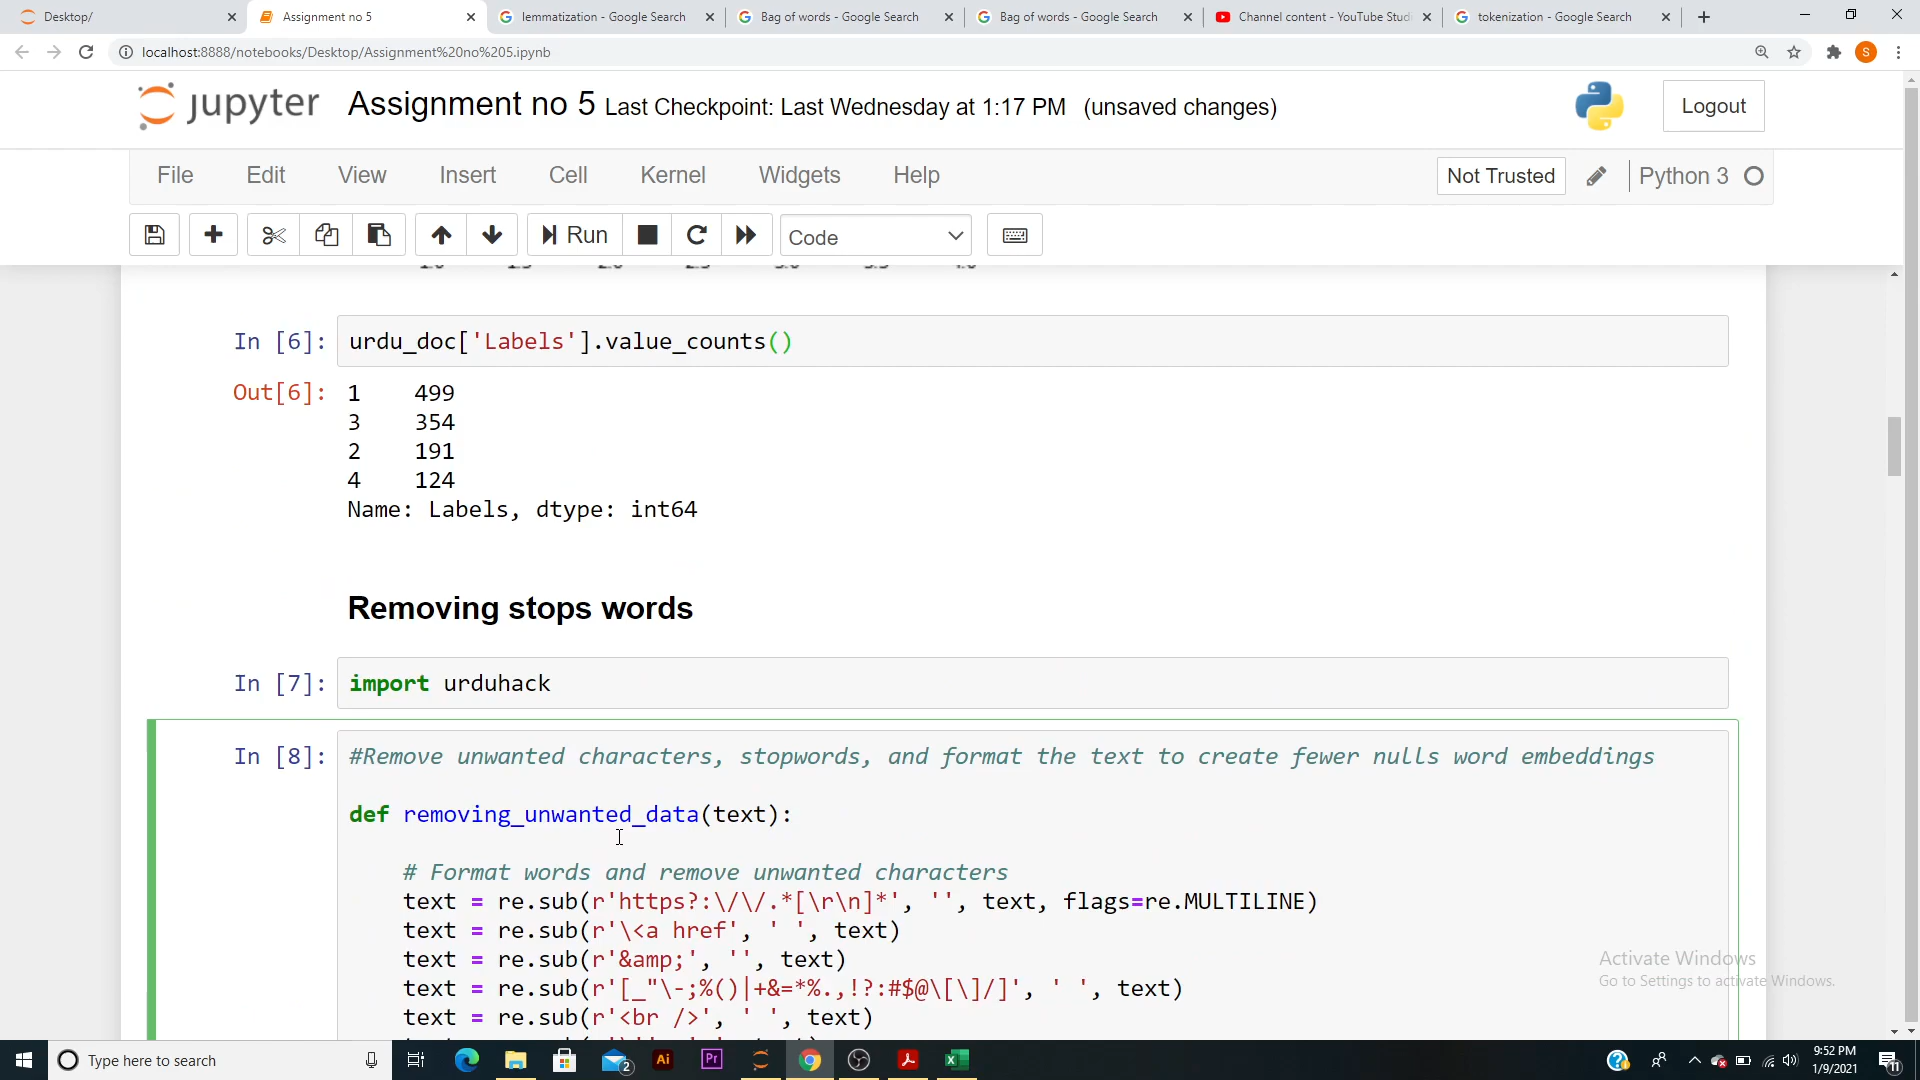 Desktop/
Assignment no 5
lemmatization - Google Search
Bag of words - Google Search
Bag of words - Google Search
Channel content - YouTube Studi
tokenization - Google Search
localhost:8888/notebooks/Desktop/Assignment%20no%205.ipynb
S
jupyter Assignment no 5 Last Checkpoint: Last Wednesday at 1:17 PM (unsaved changes)
Logout
File Edit View Insert Cell Kernel Widgets Help
Not Trusted
Python 3
Run
Code
In [6]: urdu_doc['Labels'].value_counts()
Out[6]: 1 499
3 354
2 191
4 124
Name: Labels, dtype: int64
Removing stops words
In [7]: import urduhack
In [8]: #Remove unwanted characters, stopwords, and format the text to create fewer nulls word embeddings
def removing_unwanted_data(text):
# Format words and remove unwanted characters
text = re.sub(r'https?:\/\/.*[\r\n]*', '', text, flags=re.MULTILINE)
text = re.sub(r'\<a href', ' ', text)
text = re.sub(r'&amp;', '', text)
text = re.sub(r'[_"\-;%()|+&=*%.,!?:#$@\[\]/]', ' ', text)
text = re.sub(r'<br />', ' ', text)
Activate Windows
Go to Settings to activate Windows.
Type here to search
2
Ai
Pr
9:52 PM
1/9/2021
11